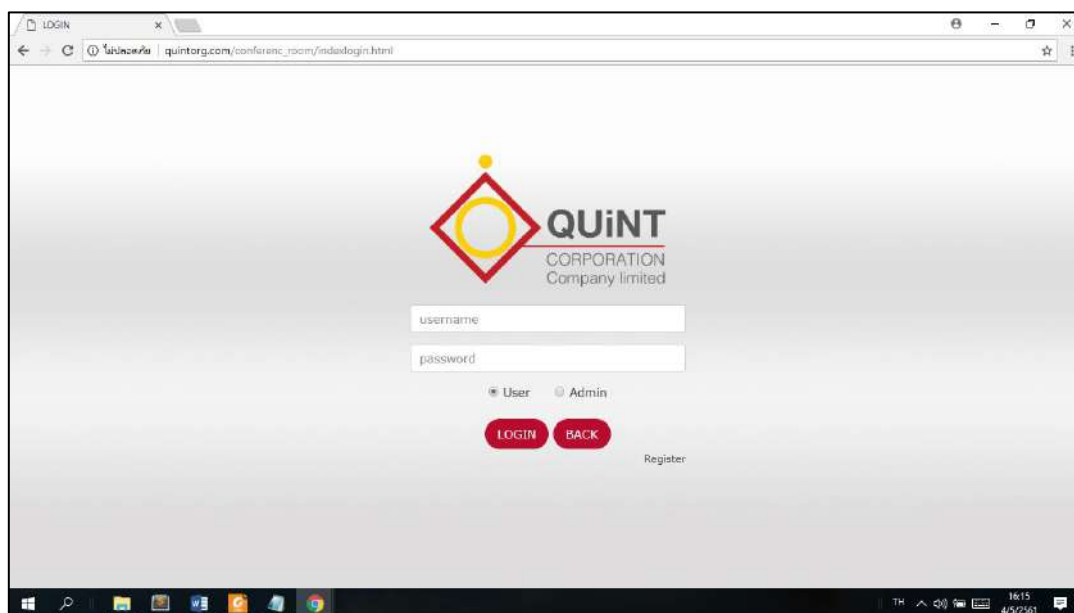 LOGIN
ไม่ปลอดภัย quintorg.com/conferenc_room/indexlogin.html
QUiNT
CORPORATION
Company limited
username
password
User Admin
LOGIN BACK
Register
TH 16:15
4/5/2561